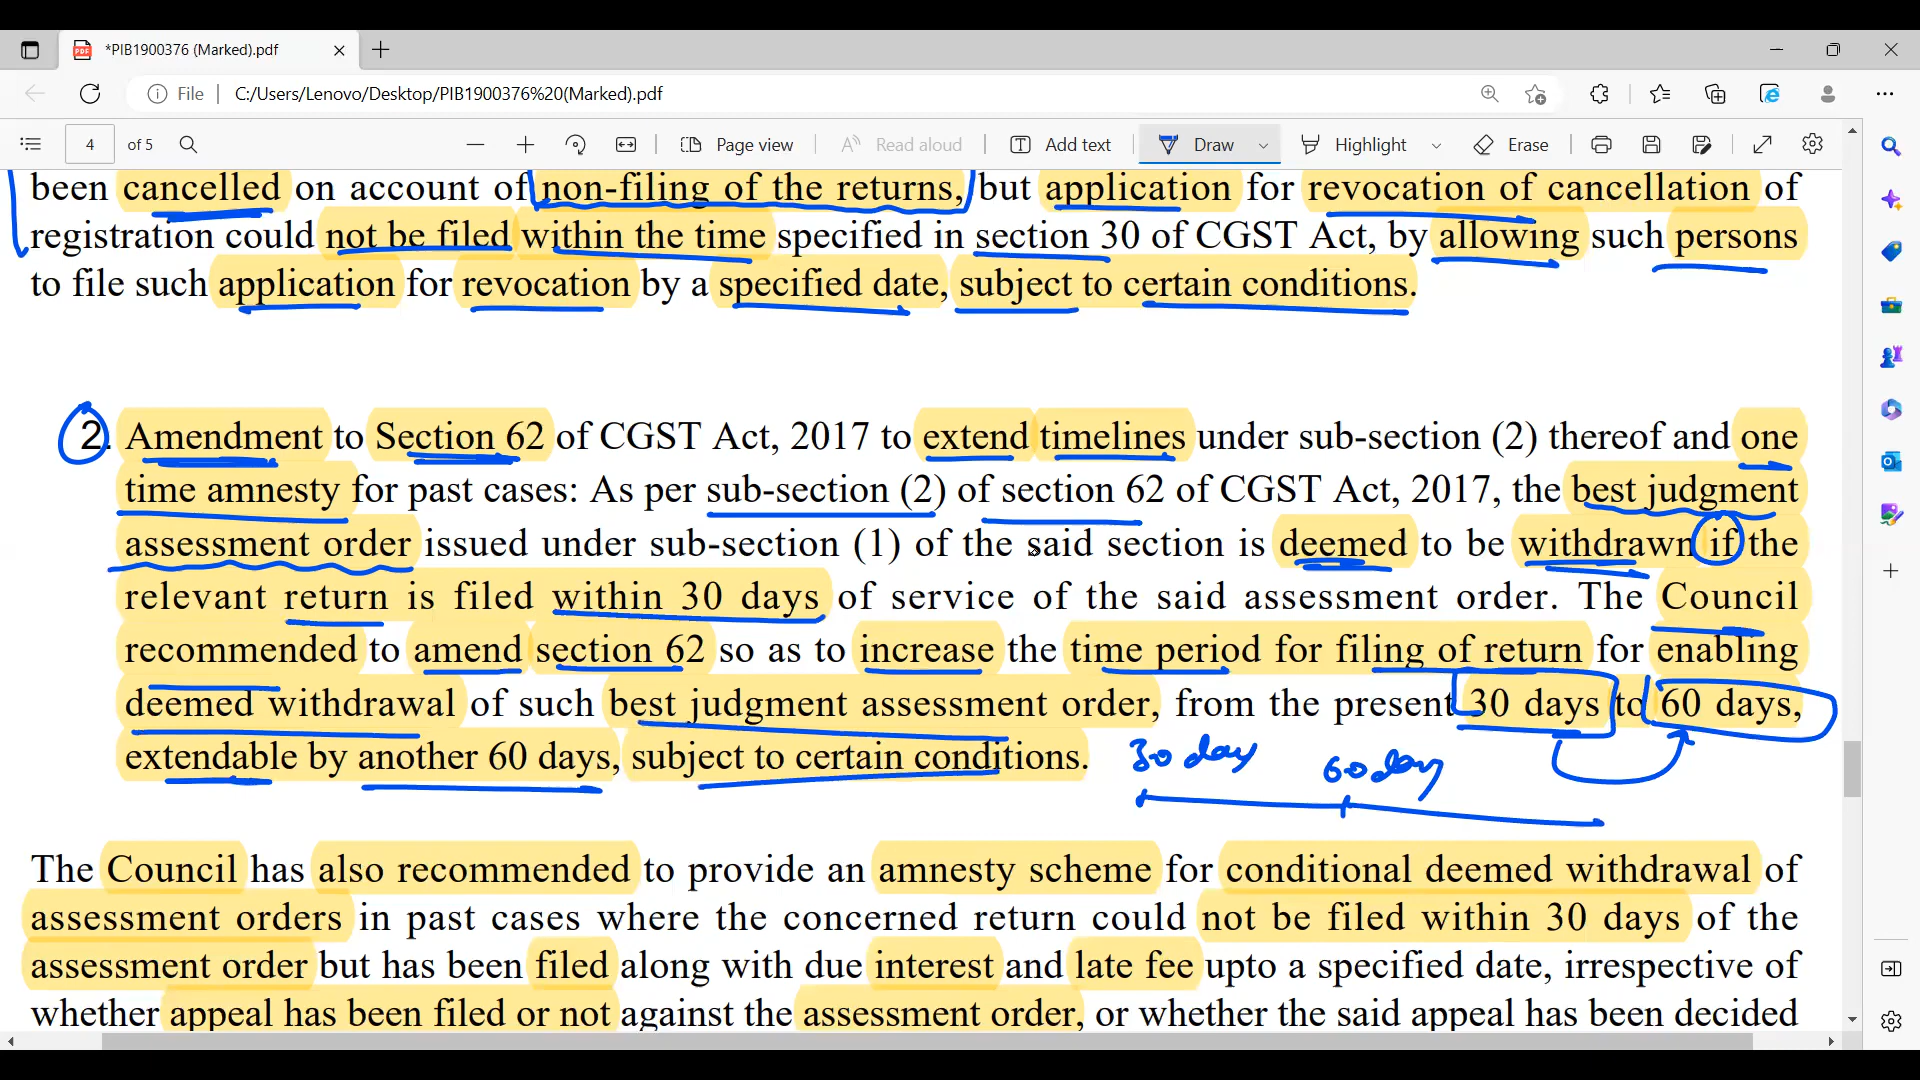 *PIB1900376 (Marked).pdf
File C:/Users/Lenovo/Desktop/PIB1900376%20(Marked).pdf
4 of 5 Page view Read aloud Add text Draw Highlight Erase
been cancelled on account of non-filing of the returns, but application for revocation of cancellation of
registration could not be filed within the time specified in section 30 of CGST Act, by allowing such persons
to file such application for revocation by a specified date, subject to certain conditions.
2. Amendment to Section 62 of CGST Act, 2017 to extend timelines under sub-section (2) thereof and one
time amnesty for past cases: As per sub-section (2) of section 62 of CGST Act, 2017, the best judgment
assessment order issued under sub-section (1) of the said section is deemed to be withdrawn if the
relevant return is filed within 30 days of service of the said assessment order. The Council
recommended to amend section 62 so as to increase the time period for filing of return for enabling
deemed withdrawal of such best judgment assessment order, from the present 30 days to 60 days,
extendable by another 60 days, subject to certain conditions.
30 day 60 day
The Council has also recommended to provide an amnesty scheme for conditional deemed withdrawal of
assessment orders in past cases where the concerned return could not be filed within 30 days of the
assessment order but has been filed along with due interest and late fee upto a specified date, irrespective of
whether appeal has been filed or not against the assessment order, or whether the said appeal has been decided